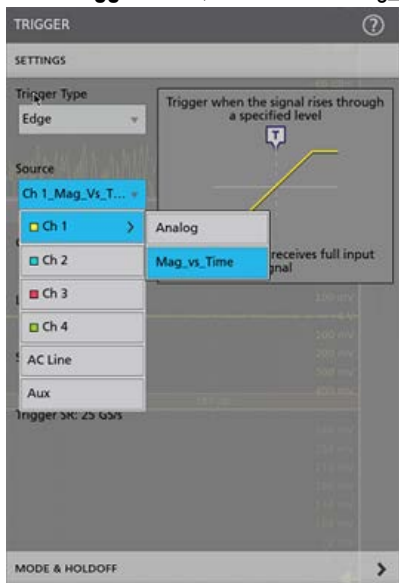 TRIGGER
?
SETTINGS
Trigger Type
Edge
Trigger when the signal rises through
a specified level
T
Source
Ch 1_Mag_Vs_T...
Ch 1
Analog
Ch 2
Mag_vs_Time
receives full input
Ch 3
Ch 4
AC Line
Aux
Trigger SR: 25 GS/s
MODE & HOLDOFF